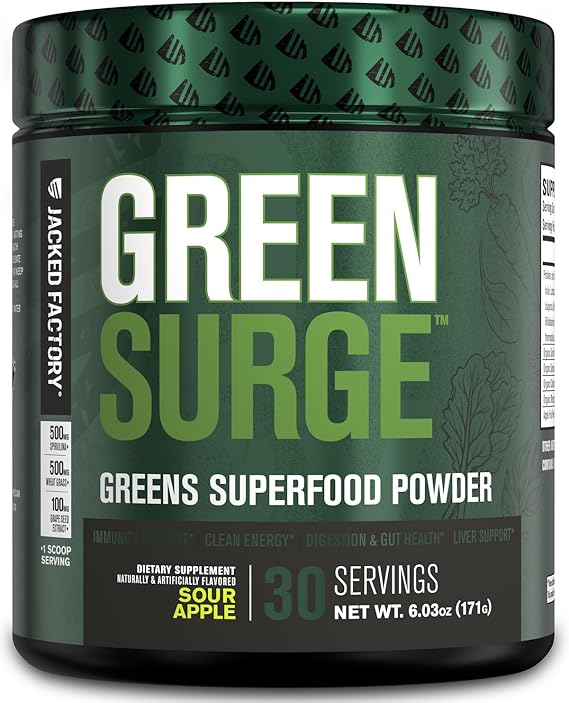 GREEN
SURGE™
GREENS SUPERFOOD POWDER
IMMUNITY SUPPORT* CLEAN ENERGY* DIGESTION & GUT HEALTH* LIVER SUPPORT*
DIETARY SUPPLEMENT
NATURALLY & ARTIFICIALLY FLAVORED
SOUR
APPLE
30 SERVINGS
NET WT. 6.03OZ (171G)
JACKED FACTORY®
500MG
SPIRULINA+
500MG
WHEAT GRASS+
100MG
GRAPE SEED
EXTRACT+
+1 SCOOP
SERVING